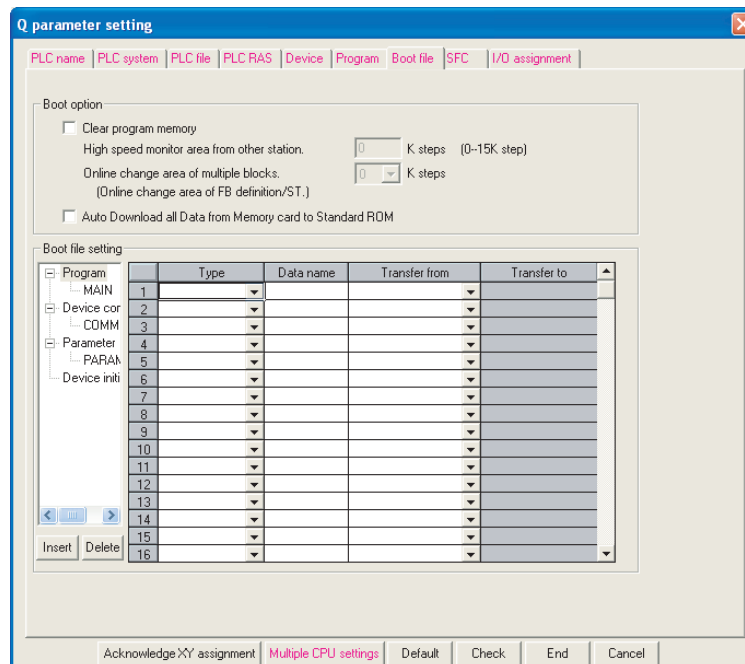 Q parameter setting
PLC name PLC system PLC file PLC RAS Device Program Boot file SFC I/O assignment
Boot option
Clear program memory
High speed monitor area from other station. 0 K steps (0--15K step)
Online change area of multiple blocks. 0 K steps
(Online change area of FB definition/ST.)
Auto Download all Data from Memory card to Standard ROM
Boot file setting
Program
MAIN
Device cor
COMM
Parameter
PARAM
Device initi
Type Data name Transfer from Transfer to
1
2
3
4
5
6
7
8
9
10
11
12
13
14
15
16
Insert Delete
Acknowledge XY assignment Multiple CPU settings Default Check End Cancel